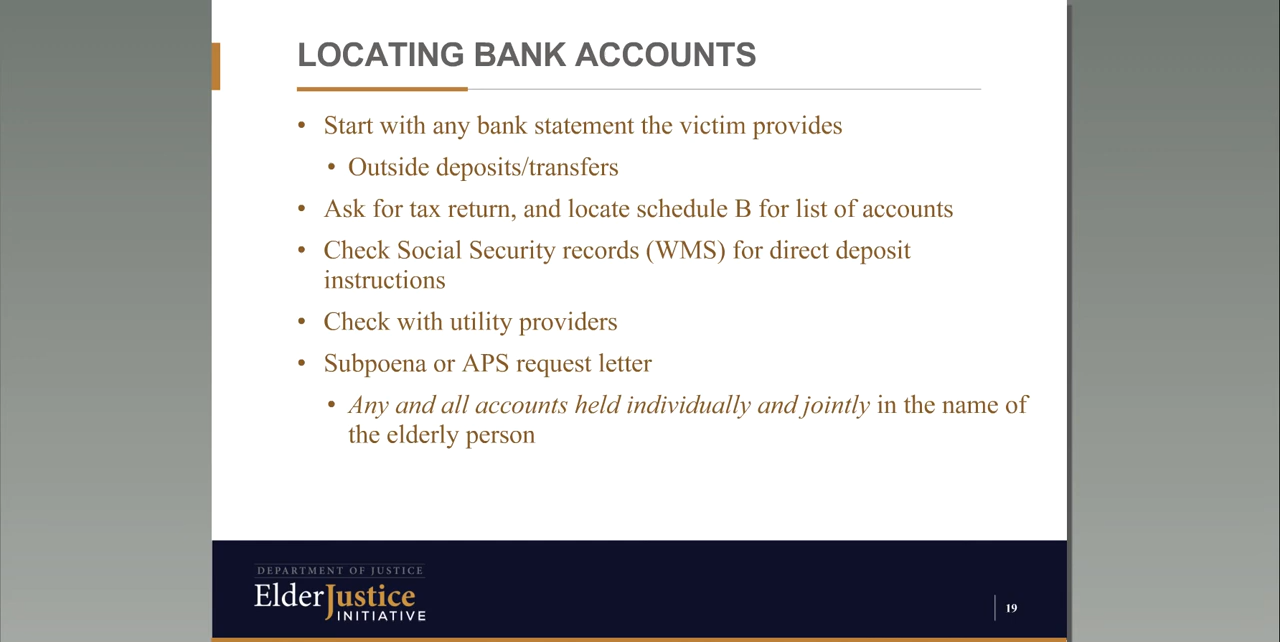 LOCATING BANK ACCOUNTS
• Start with any bank statement the victim provides
• Outside deposits/transfers
• Ask for tax return, and locate schedule B for list of accounts
• Check Social Security records (WMS) for direct deposit
instructions
• Check with utility providers
• Subpoena or APS request letter
• Any and all accounts held individually and jointly in the name of
the elderly person
DEPARTMENT OF JUSTICE
ElderJustice
INITIATIVE
19